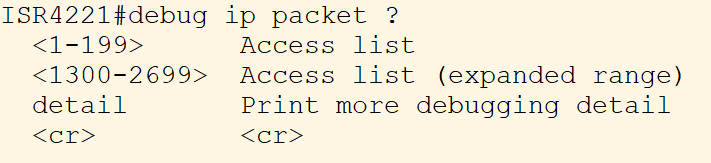 ISR4221#debug ip packet ?
  <1-199>      Access list
  <1300-2699>  Access list (expanded range)
  detail       Print more debugging detail
  <cr>         <cr>